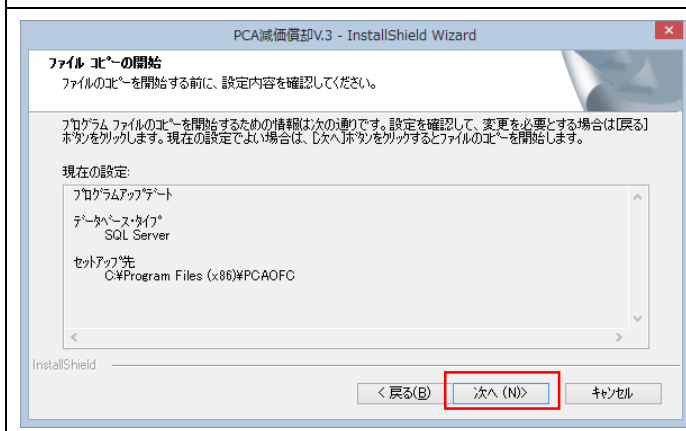 PCA減価償却V.3 - InstallShield Wizard
ファイル コピーの開始
ファイルのコピーを開始する前に、設定内容を確認してください。
プログラム ファイルのコピーを開始するための情報は次の通りです。設定を確認して、変更を必要とする場合は[戻る]
ボタンをクリックします。現在の設定でよい場合は、[次へ]ボタンをクリックするとファイルのコピーを開始します。
現在の設定:
プログラムアップデート
データベース・タイプ
SQL Server
セットアップ先
C:¥Program Files (x86)¥PCAOFC
InstallShield
< 戻る(B)
次へ (N)>
キャンセル